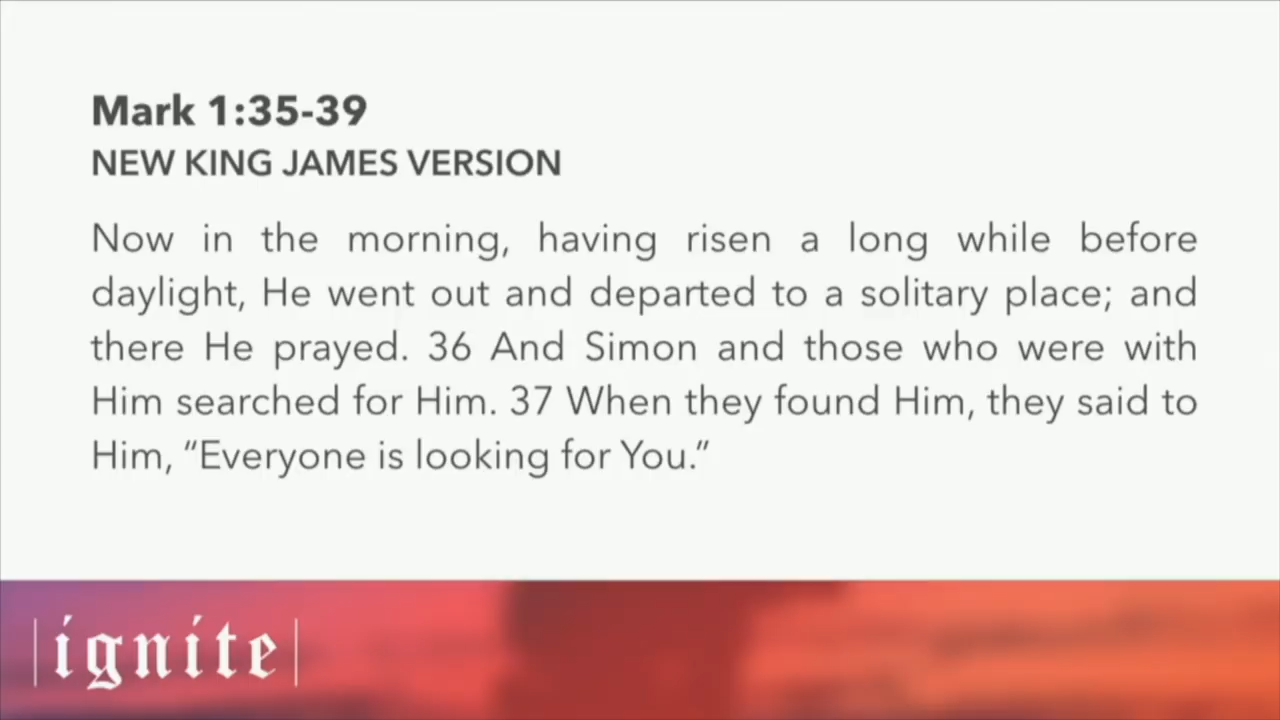 Mark 1:35-39
NEW KING JAMES VERSION
Now in the morning, having risen a long while before
daylight, He went out and departed to a solitary place; and
there He prayed. 36 And Simon and those who were with
Him searched for Him. 37 When they found Him, they said to
Him, “Everyone is looking for You.”
|ignite|